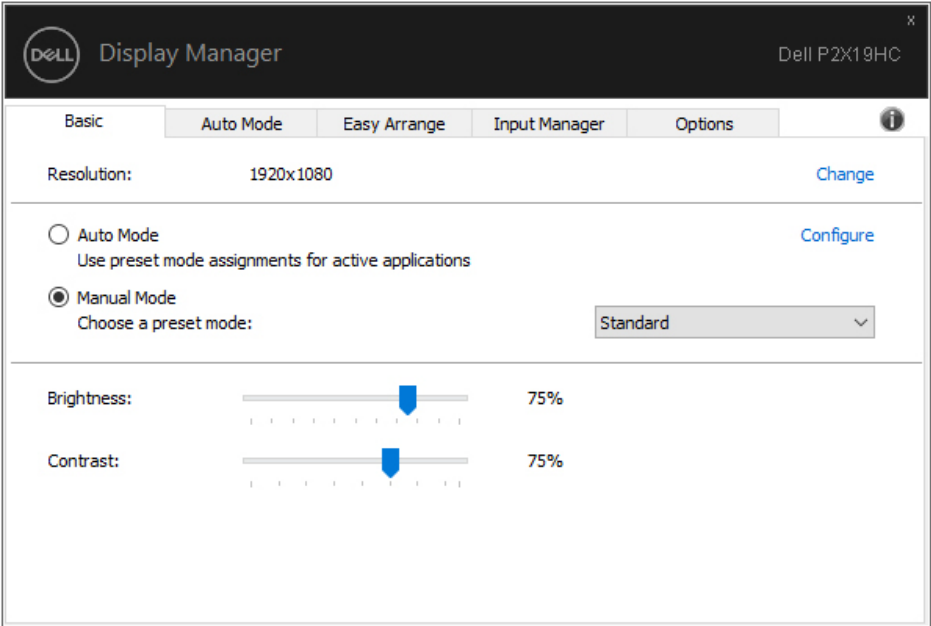 x
DELL Display Manager Dell P2X19HC
Basic Auto Mode Easy Arrange Input Manager Options i
Resolution: 1920x1080 Change
Auto Mode Configure
Use preset mode assignments for active applications
Manual Mode
Choose a preset mode: Standard
Brightness: 75%
Contrast: 75%